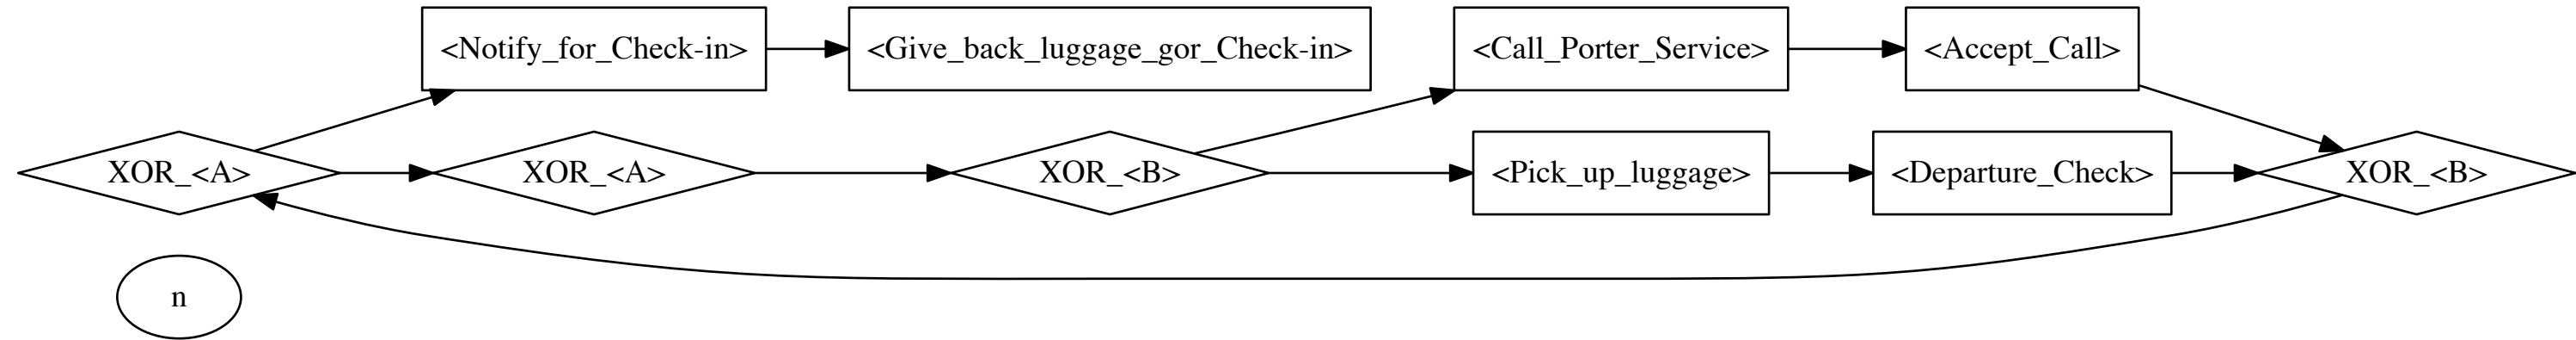 <Notify_for_Check-in>
<Give_back_luggage_gor_Check-in>
<Call_Porter_Service>
<Accept_Call>
XOR_<A>
XOR_<A>
XOR_<B>
<Pick_up_luggage>
<Departure_Check>
XOR_<B>
n